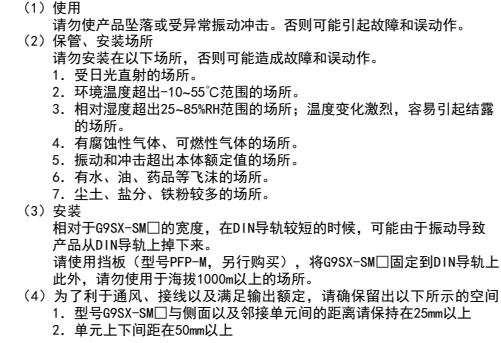 (1) 使用
请勿使产品坠落或受异常振动冲击。否则可能引起故障和误动作。
(2) 保管、安装场所
请勿安装在以下场所，否则可能造成故障和误动作。
1．受日光直射的场所。
2．环境温度超出-10~55℃范围的场所。
3．相对湿度超出25~85%RH范围的场所；温度变化激烈，容易引起结露
的场所。
4．有腐蚀性气体、可燃性气体的场所。
5．振动和冲击超出本体额定值的场所。
6．有水、油、药品等飞沫的场所。
7．尘土、盐分、铁粉较多的场所。
(3) 安装
相对于G9SX-SM□的宽度，在DIN导轨较短的时候，可能由于振动导致
产品从DIN导轨上掉下来。
请使用挡板（型号PFP-M，另行购买），将G9SX-SM□固定到DIN导轨上
此外，请勿使用于海拔1000m以上的场所。
(4) 为了利于通风、接线以及满足输出额定，请确保留出以下所示的空间
1．型号G9SX-SM□与侧面以及邻接单元间的距离请保持在25mm以上
2．单元上下间距在50mm以上